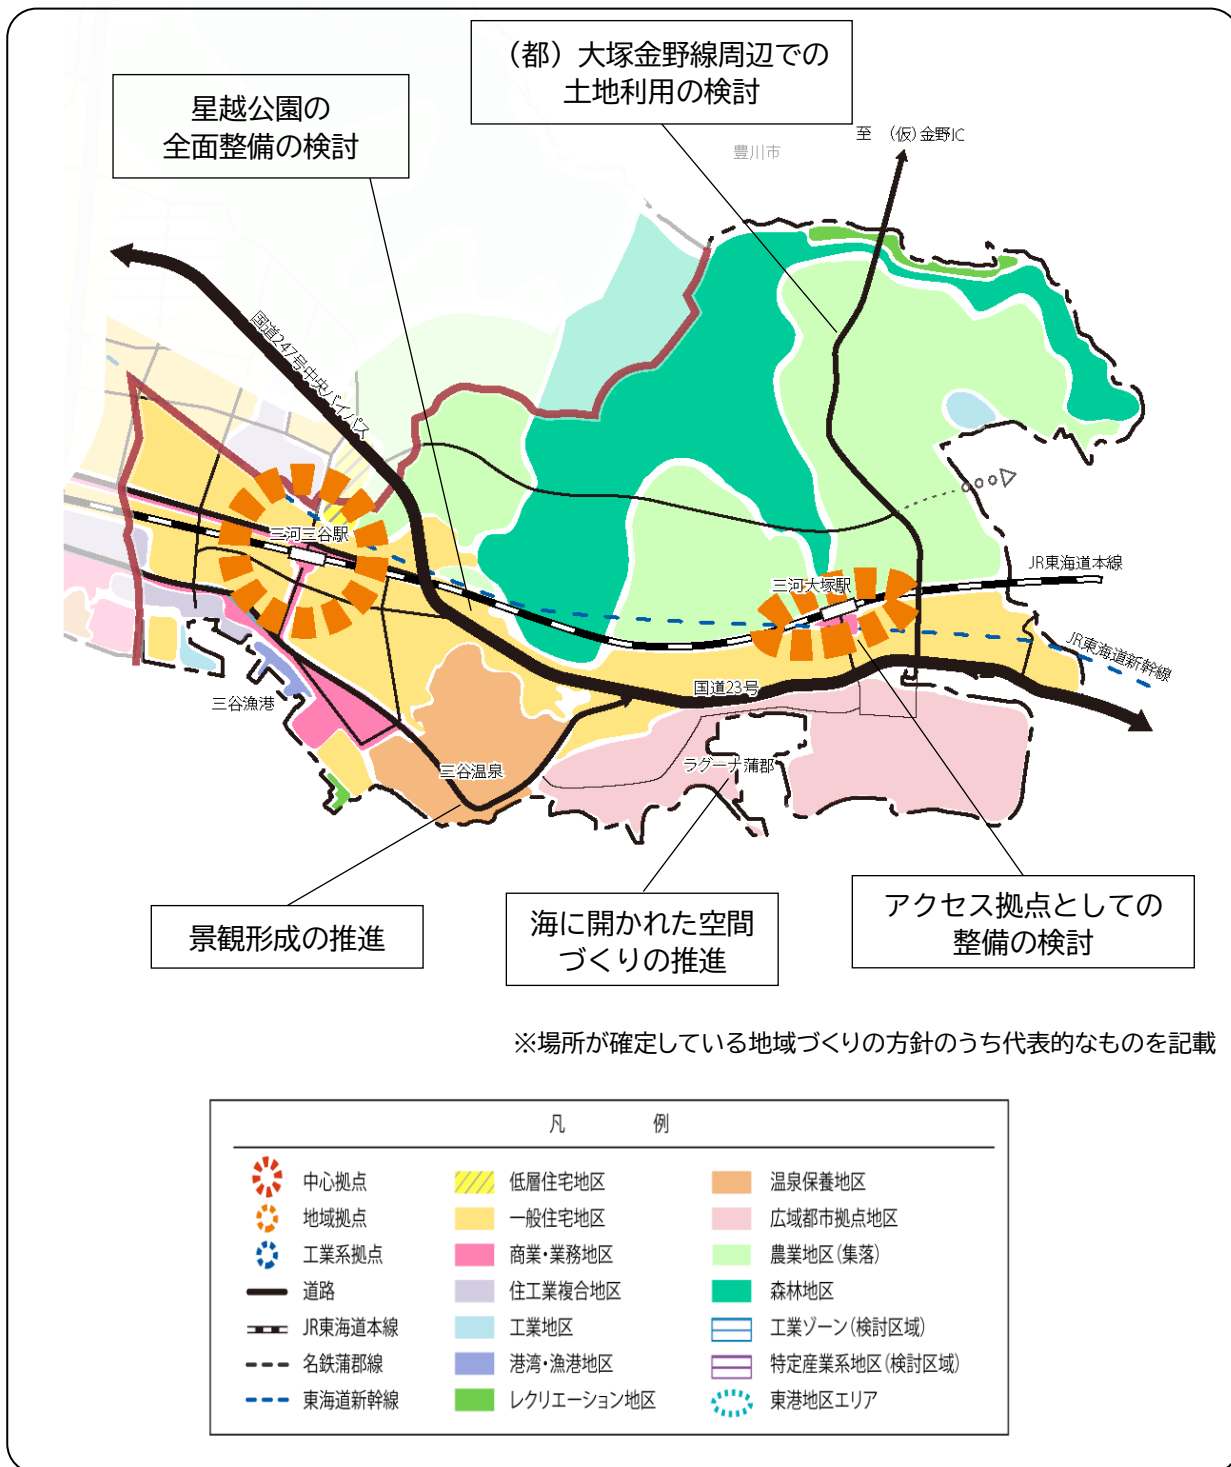 （都）大塚金野線周辺での
土地利用の検討
星越公園の
全面整備の検討
至　（仮）金野JC
豊川市
国道247号中央バイパス
三河三谷駅
三河大塚駅
JR東海道本線
JR東海道新幹線
国道23号
三谷漁港
三谷温泉
ラグーナ蒲郡
景観形成の推進
海に開かれた空間
づくりの推進
アクセス拠点としての
整備の検討
※場所が確定している地域づくりの方針のうち代表的なものを記載
凡　例
中心拠点
地域拠点
工業系拠点
道路
JR東海道本線
名鉄蒲郡線
東海道新幹線
低層住宅地区
一般住宅地区
商業・業務地区
住工業複合地区
工業地区
港湾・漁港地区
レクリエーション地区
温泉保養地区
広域都市拠点地区
農業地区（集落）
森林地区
工業ゾーン（検討区域）
特定産業系地区（検討区域）
東港地区エリア